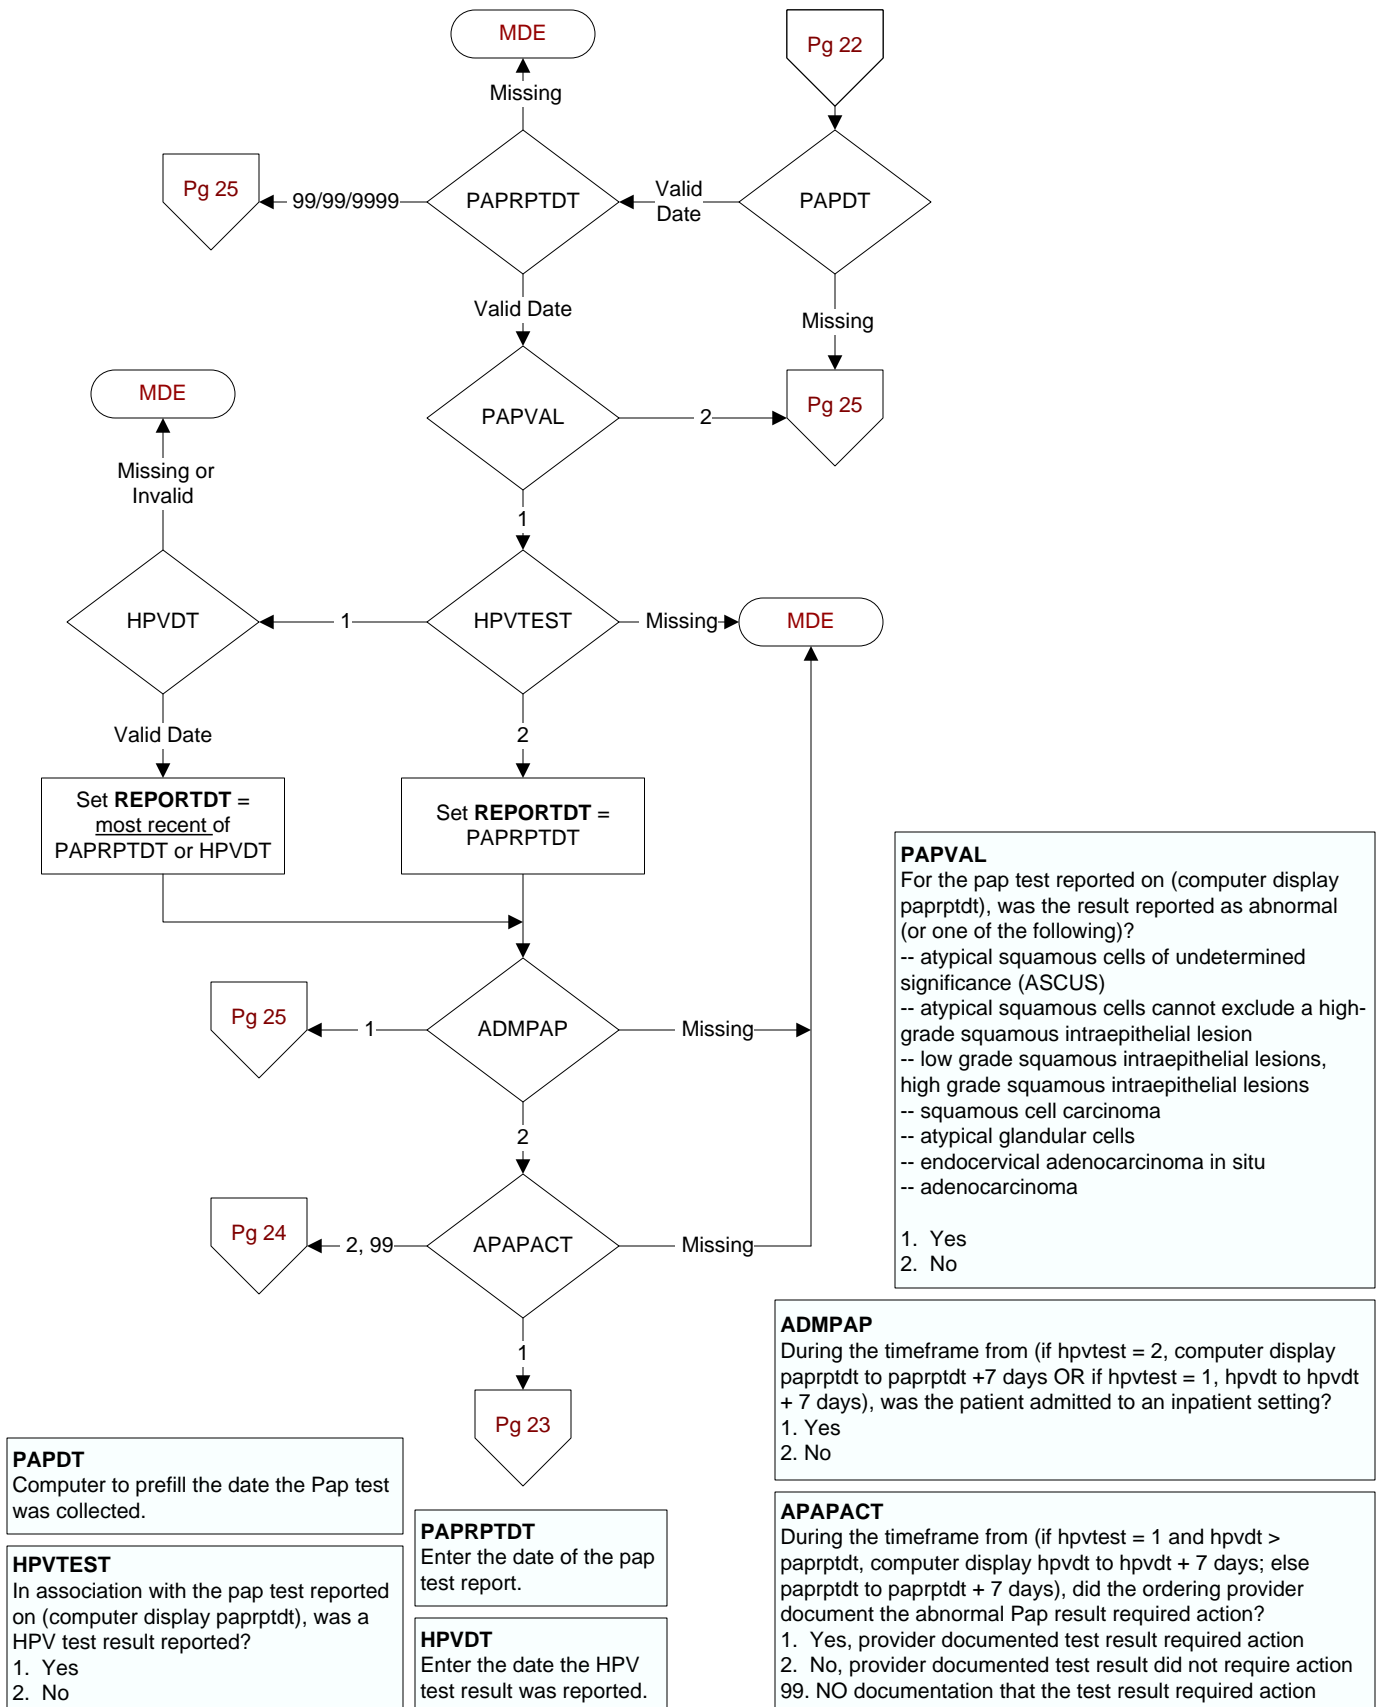 MDE
Pg 22
Missing
Pg 25
99/99/9999
PAPRPTDT
Valid
Date
PAPDT
Valid Date
Missing
MDE
PAPVAL
2
Pg 25
Missing or
Invalid
1
HPVDT
1
HPVTEST
Missing
MDE
Valid Date
2
Set REPORTDT =
most recent of
PAPRPTDT or HPVDT
Set REPORTDT =
PAPRPTDT
Pg 25
1
ADMPAP
Missing
2
Pg 24
2, 99
APAPACT
Missing
1
Pg 23
PAPVAL
For the pap test reported on (computer display
paprptdt), was the result reported as abnormal
(or one of the following)?
-- atypical squamous cells of undetermined
significance (ASCUS)
-- atypical squamous cells cannot exclude a high-
grade squamous intraepithelial lesion
-- low grade squamous intraepithelial lesions,
high grade squamous intraepithelial lesions
-- squamous cell carcinoma
-- atypical glandular cells
-- endocervical adenocarcinoma in situ
-- adenocarcinoma
1. Yes
2. No
ADMPAP
During the timeframe from (if hpvtest = 2, computer display
paprptdt to paprptdt +7 days OR if hpvtest = 1, hpvdt to hpvdt
+ 7 days), was the patient admitted to an inpatient setting?
1. Yes
2. No
PAPDT
Computer to prefill the date the Pap test
was collected.
HPVTEST
In association with the pap test reported
on (computer display paprptdt), was a
HPV test result reported?
1. Yes
2. No
PAPRPTDT
Enter the date of the pap
test report.
HPVDT
Enter the date the HPV
test result was reported.
APAPACT
During the timeframe from (if hpvtest = 1 and hpvdt >
paprptdt, computer display hpvdt to hpvdt + 7 days; else
paprptdt to paprptdt + 7 days), did the ordering provider
document the abnormal Pap result required action?
1. Yes, provider documented test result required action
2. No, provider documented test result did not require action
99. NO documentation that the test result required action